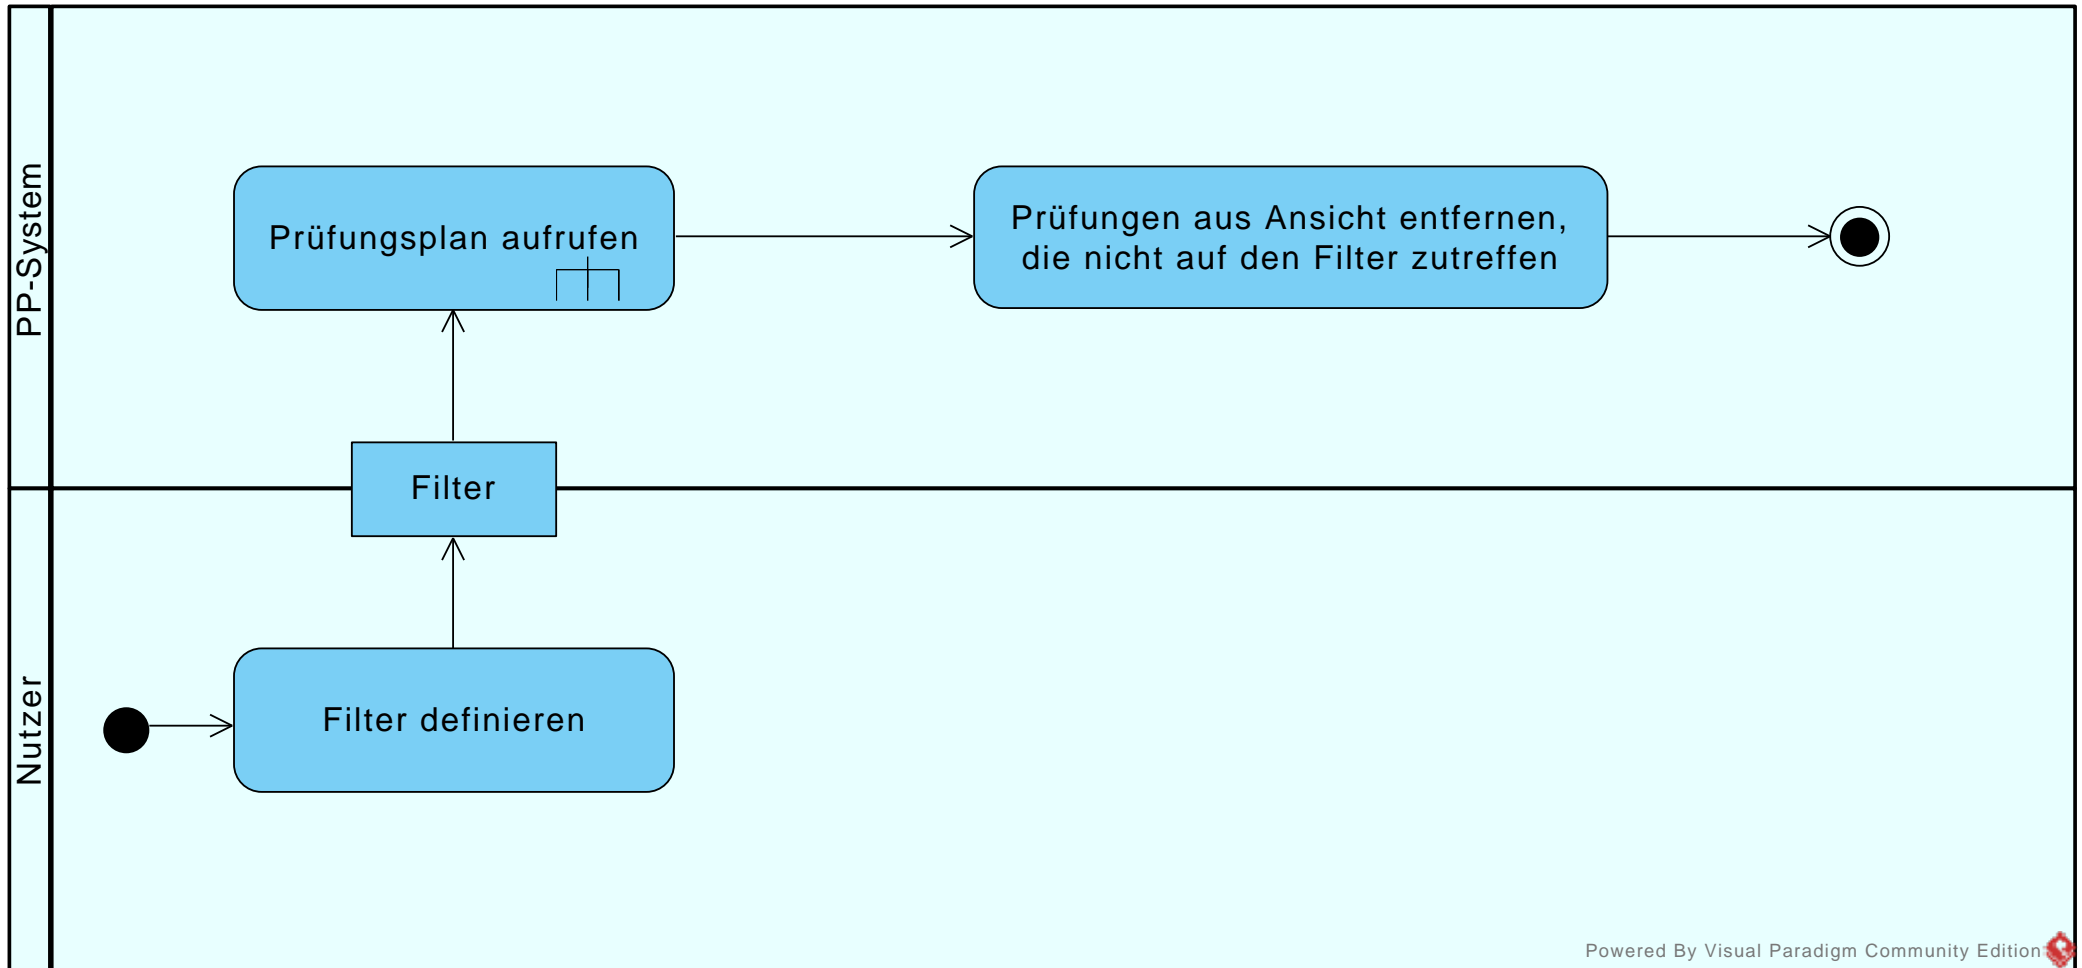 PP-System
Prüfungsplan aufrufen
Prüfungen aus Ansicht entfernen,
die nicht auf den Filter zutreffen
Filter
Nutzer
Filter definieren
Powered By Visual Paradigm Community Edition